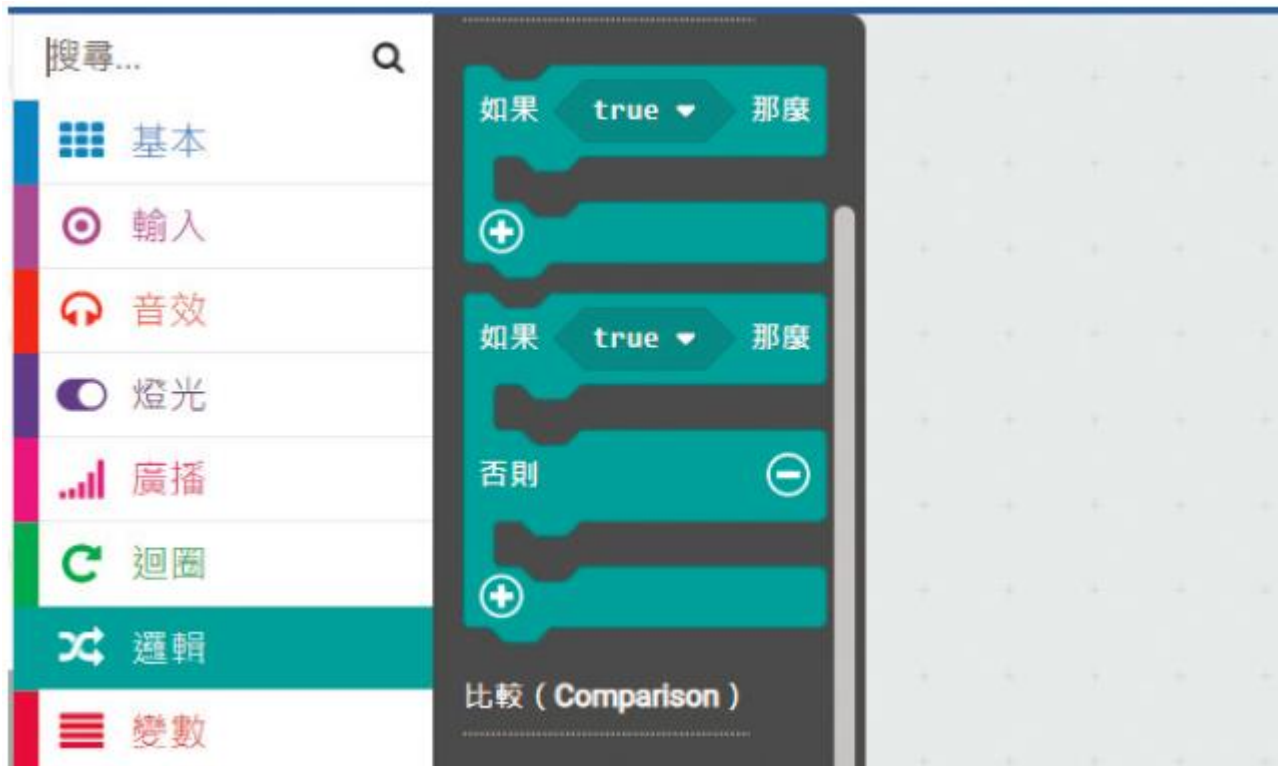 搜尋...
基本
輸入
音效
燈光
廣播
迴圈
邏輯
變數
如果 true 那麼
如果 true 那麼
否則
比較（Comparison）